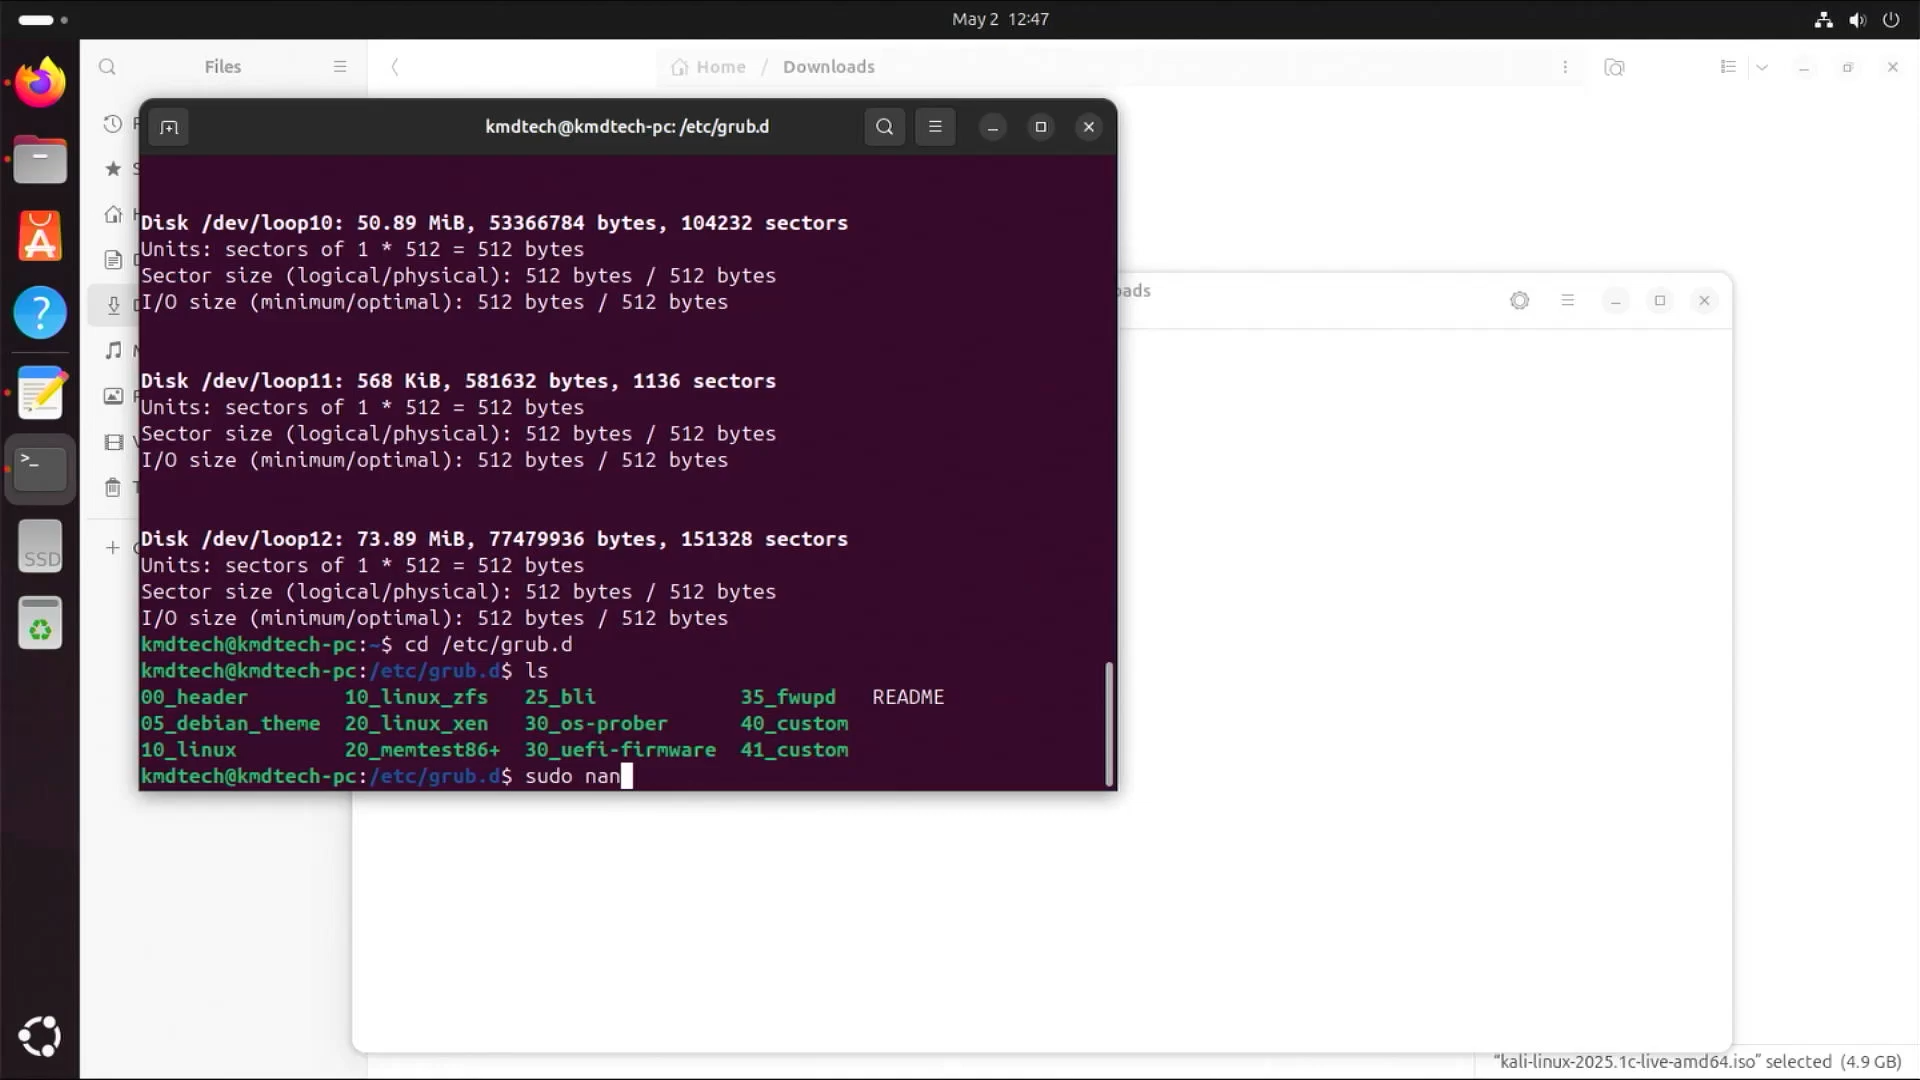 May 2 12:47
Files
Home / Downloads
kmdtech@kmdtech-pc: /etc/grub.d
oads
Disk /dev/loop10: 50.89 MiB, 53366784 bytes, 104232 sectors
Units: sectors of 1 * 512 = 512 bytes
Sector size (logical/physical): 512 bytes / 512 bytes
I/O size (minimum/optimal): 512 bytes / 512 bytes
Disk /dev/loop11: 568 KiB, 581632 bytes, 1136 sectors
Units: sectors of 1 * 512 = 512 bytes
Sector size (logical/physical): 512 bytes / 512 bytes
I/O size (minimum/optimal): 512 bytes / 512 bytes
Disk /dev/loop12: 73.89 MiB, 77479936 bytes, 151328 sectors
Units: sectors of 1 * 512 = 512 bytes
Sector size (logical/physical): 512 bytes / 512 bytes
I/O size (minimum/optimal): 512 bytes / 512 bytes
kmdtech@kmdtech-pc:~$ cd /etc/grub.d
kmdtech@kmdtech-pc:/etc/grub.d$ ls
00_header 10_linux_zfs 25_bli 35_fwupd README
05_debian_theme 20_linux_xen 30_os-prober 40_custom
10_linux 20_memtest86+ 30_uefi-firmware 41_custom
kmdtech@kmdtech-pc:/etc/grub.d$ sudo nan
SSD
"kali-linux-2025.1c-live-amd64.iso" selected (4.9 GB)